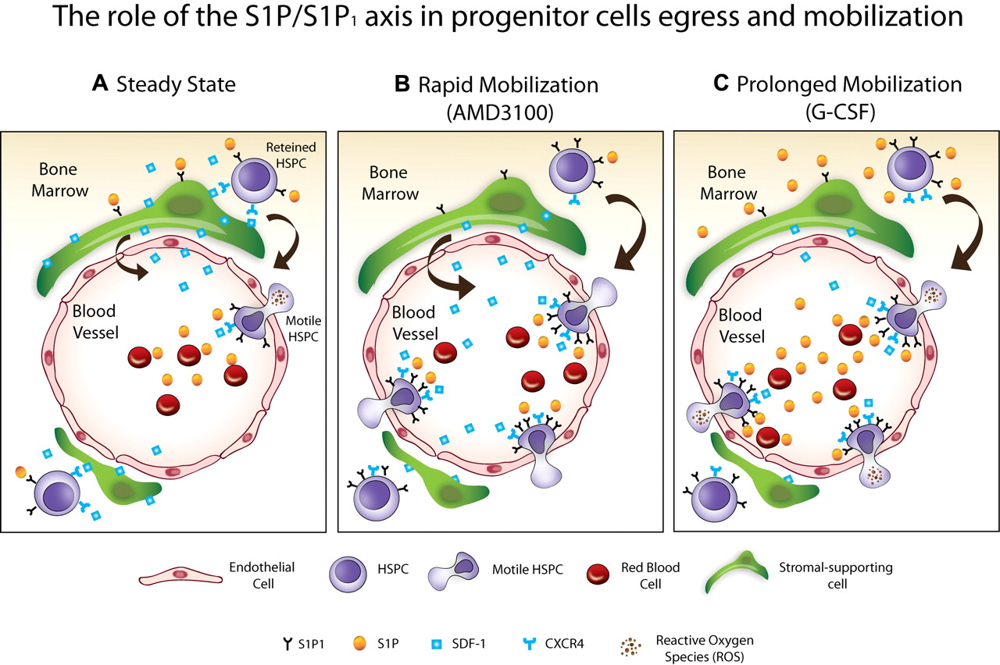 The role of the S1P/S1P1 axis in progenitor cells egress and mobilization
A Steady State
B Rapid Mobilization
(AMD3100)
C Prolonged Mobilization
(G-CSF)
Bone
Marrow
Reteined
HSPC
Blood
Vessel
Motile
HSPC
Bone
Marrow
Blood
Vessel
Bone
Marrow
Blood
Vessel
Endothelial
Cell
HSPC
Motile HSPC
Red Blood
Cell
Stromal-supporting
cell
S1P1
S1P
SDF-1
CXCR4
Reactive Oxygen
Species (ROS)